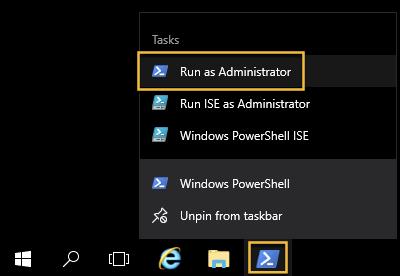 Tasks
Run as Administrator
Run ISE as Administrator
Windows PowerShell ISE
Windows PowerShell
Unpin from taskbar